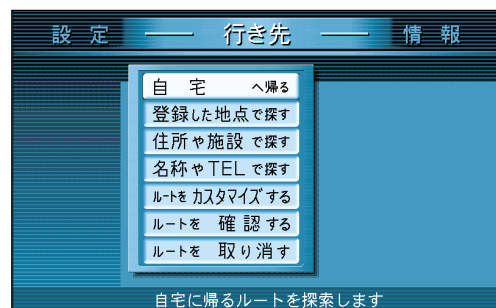 設定 行き先 情報
自宅へ帰る
登録した地点で探す
住所や施設で探す
名称やTELで探す
ルートをカスタマイズする
ルートを確認する
ルートを取り消す
自宅に帰るルートを探索します